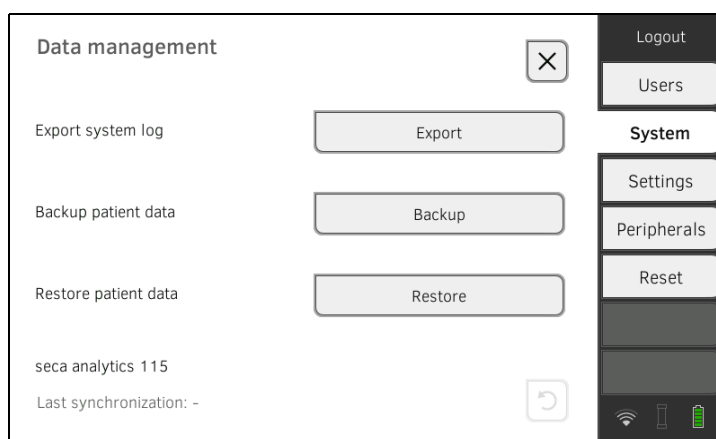 Data management
Export system log
Export
Backup patient data
Backup
Restore patient data
Restore
seca analytics 115
Last synchronization: -
Logout
Users
System
Settings
Peripherals
Reset